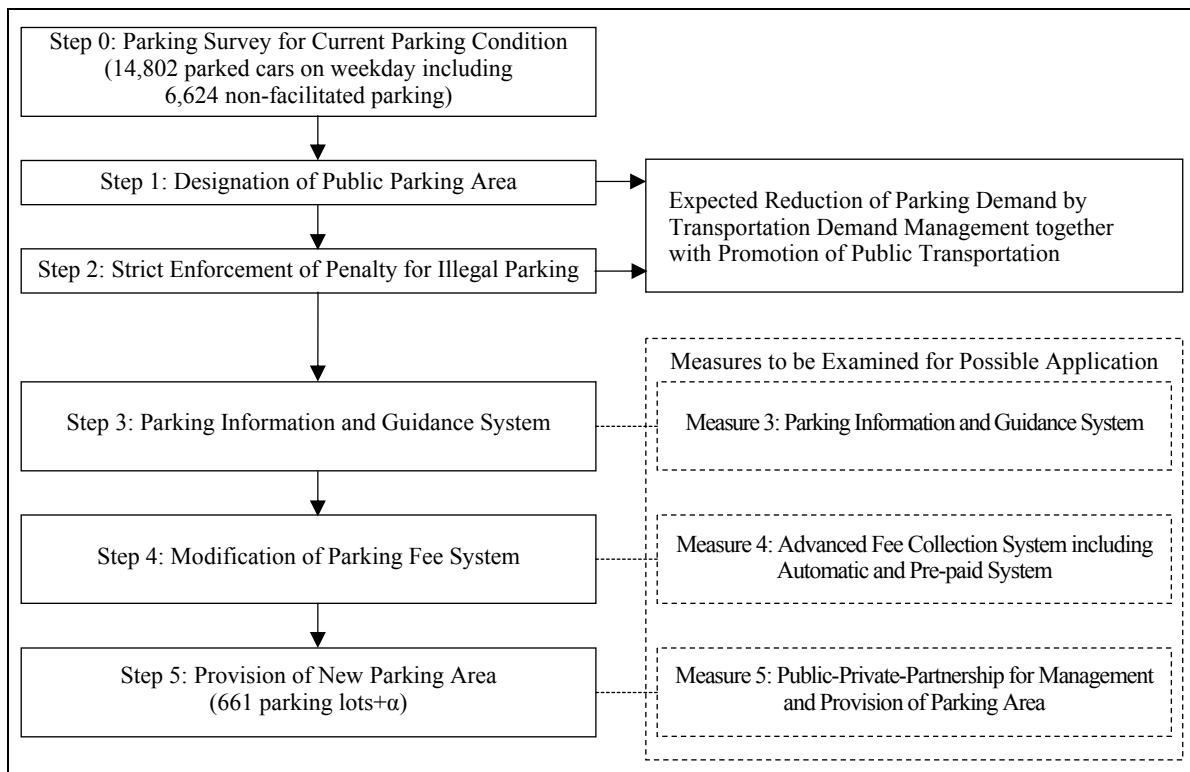 Step 0: Parking Survey for Current Parking Condition
(14,802 parked cars on weekday including
6,624 non-facilitated parking)
Step 1: Designation of Public Parking Area
Step 2: Strict Enforcement of Penalty for Illegal Parking
Expected Reduction of Parking Demand by
Transportation Demand Management together
with Promotion of Public Transportation
Measures to be Examined for Possible Application
Step 3: Parking Information and Guidance System
Measure 3: Parking Information and Guidance System
Step 4: Modification of Parking Fee System
Measure 4: Advanced Fee Collection System including
Automatic and Pre-paid System
Step 5: Provision of New Parking Area
(661 parking lots+α)
Measure 5: Public-Private-Partnership for Management
and Provision of Parking Area